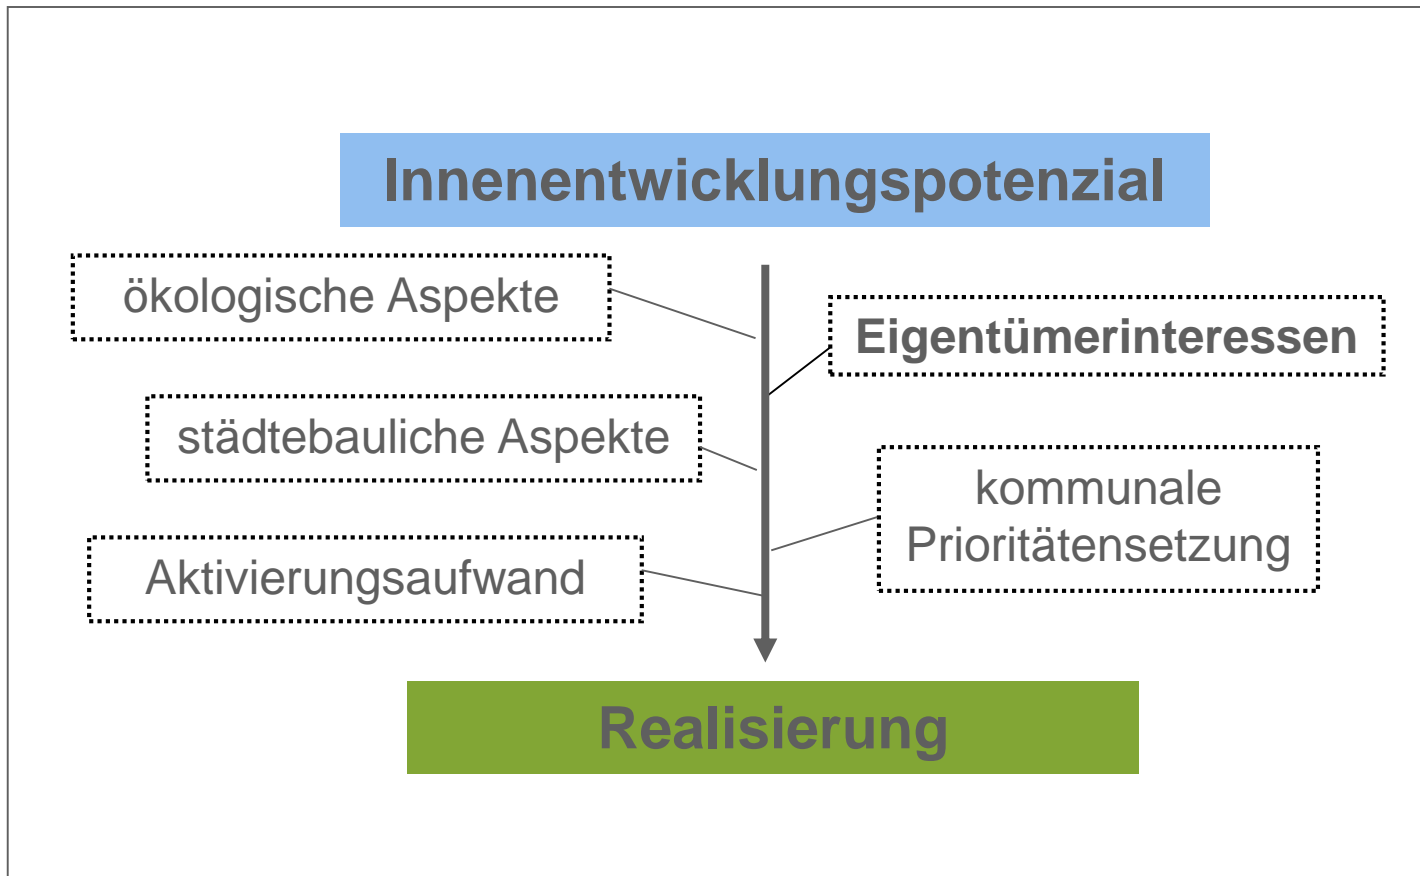 Innenentwicklungspotenzial
ökologische Aspekte
Eigentümerinteressen
städtebauliche Aspekte
kommunale
Prioritätensetzung
Aktivierungsaufwand
Realisierung